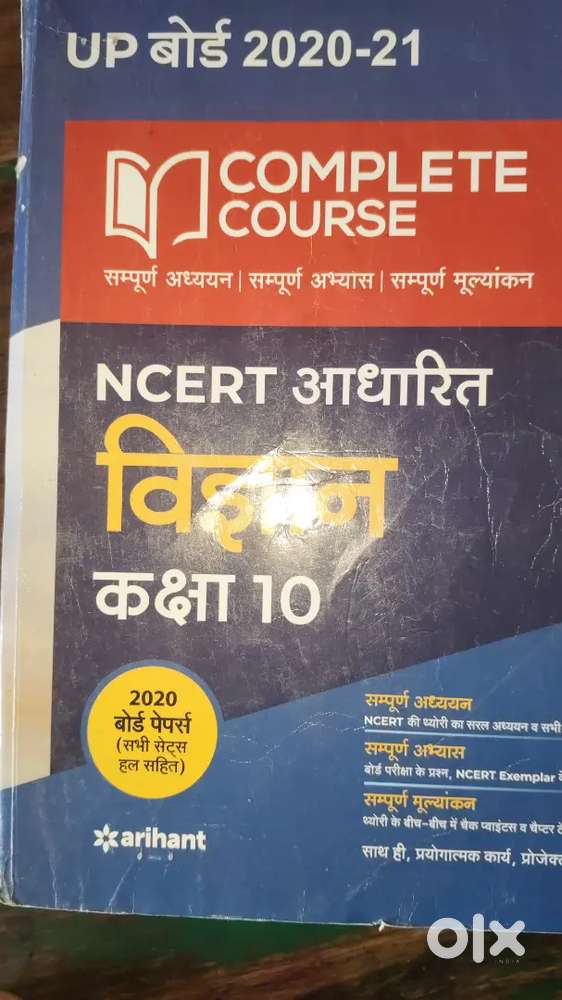 UP बोर्ड 2020-21
COMPLETE
COURSE
सम्पूर्ण अध्ययन | सम्पूर्ण अभ्यास | सम्पूर्ण मूल्यांकन
NCERT आधारित
विज्ञान
कक्षा 10
2020
बोर्ड पेपर्स
(सभी सेट्स
हल सहित)
arihant
सम्पूर्ण अध्ययन
NCERT की थ्योरी का सरल अध्ययन व सभी
सम्पूर्ण अभ्यास
बोर्ड परीक्षा के प्रश्न, NCERT Exemplar
सम्पूर्ण मूल्यांकन
थ्योरी के बीच-बीच में चैक प्वाइंटस व चैप्टर
साथ ही, प्रयोगात्मक कार्य,
olx
INDIA